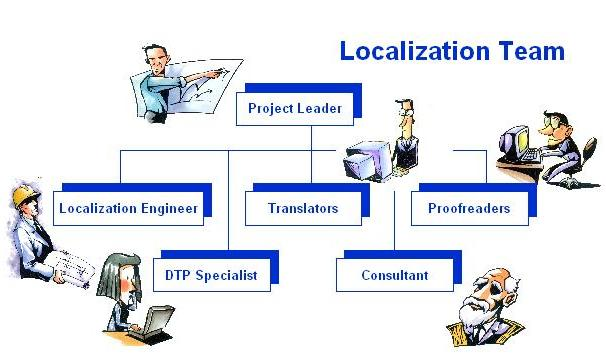 Localization Team
Project Leader
Localization Engineer
Translators
Proofreaders
DTP Specialist
Consultant